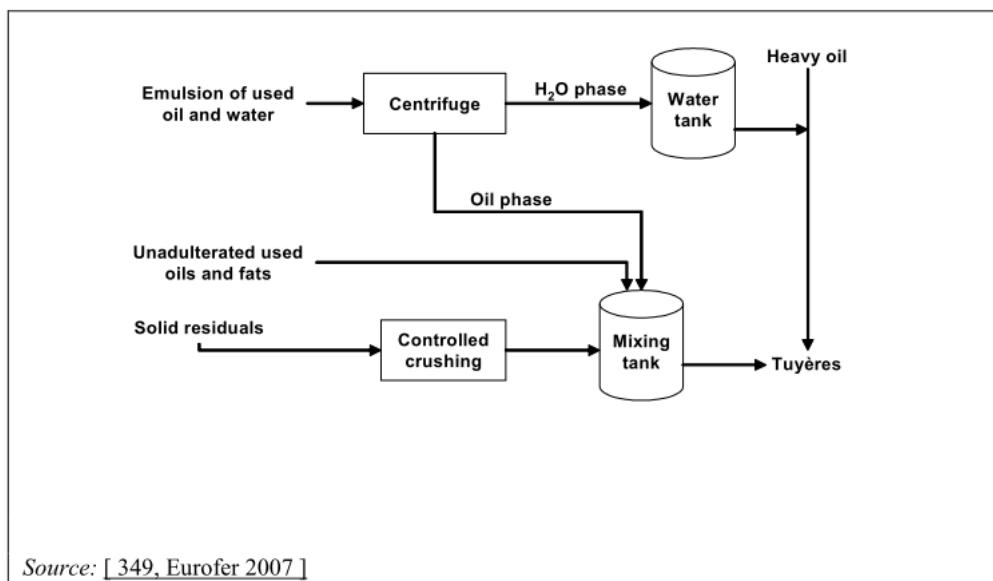 Heavy oil
Emulsion of used
oil and water
Centrifuge
H₂O phase
Water
tank
Oil phase
Unadulterated used
oils and fats
Solid residuals
Controlled
crushing
Mixing
tank
Tuyères
Source: [ 349, Eurofer 2007 ]